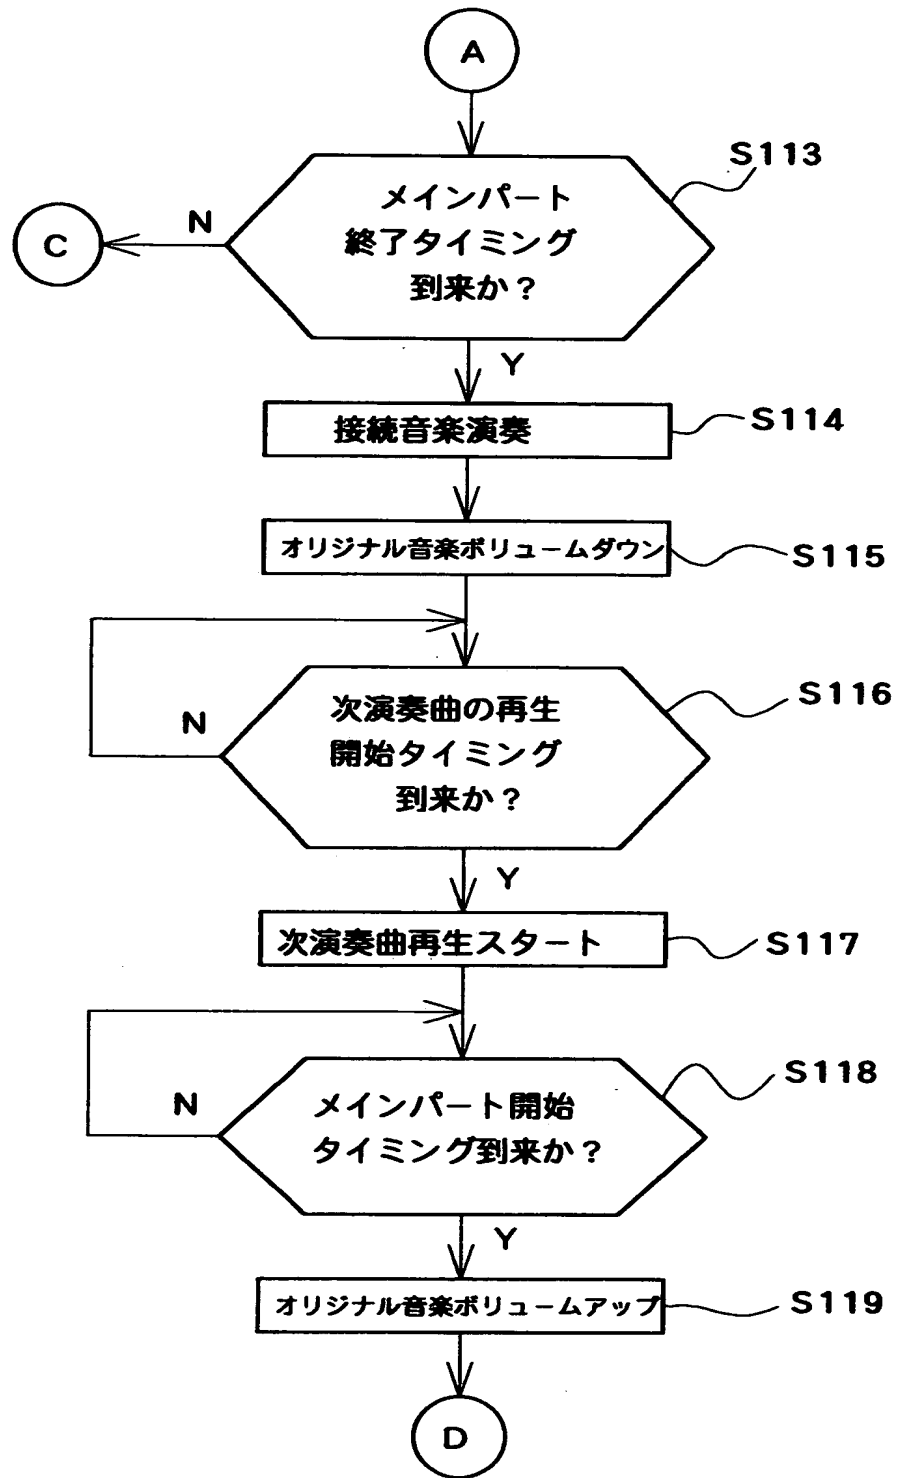 A
S113
メインパート
終了タイミング
到来か？
N
C
Y
接続音楽演奏
S114
オリジナル音楽ボリュームダウン
S115
次演奏曲の再生
開始タイミング
到来か？
S116
N
Y
次演奏曲再生スタート
S117
メインパート開始
タイミング到来か？
S118
N
Y
オリジナル音楽ボリュームアップ
S119
D